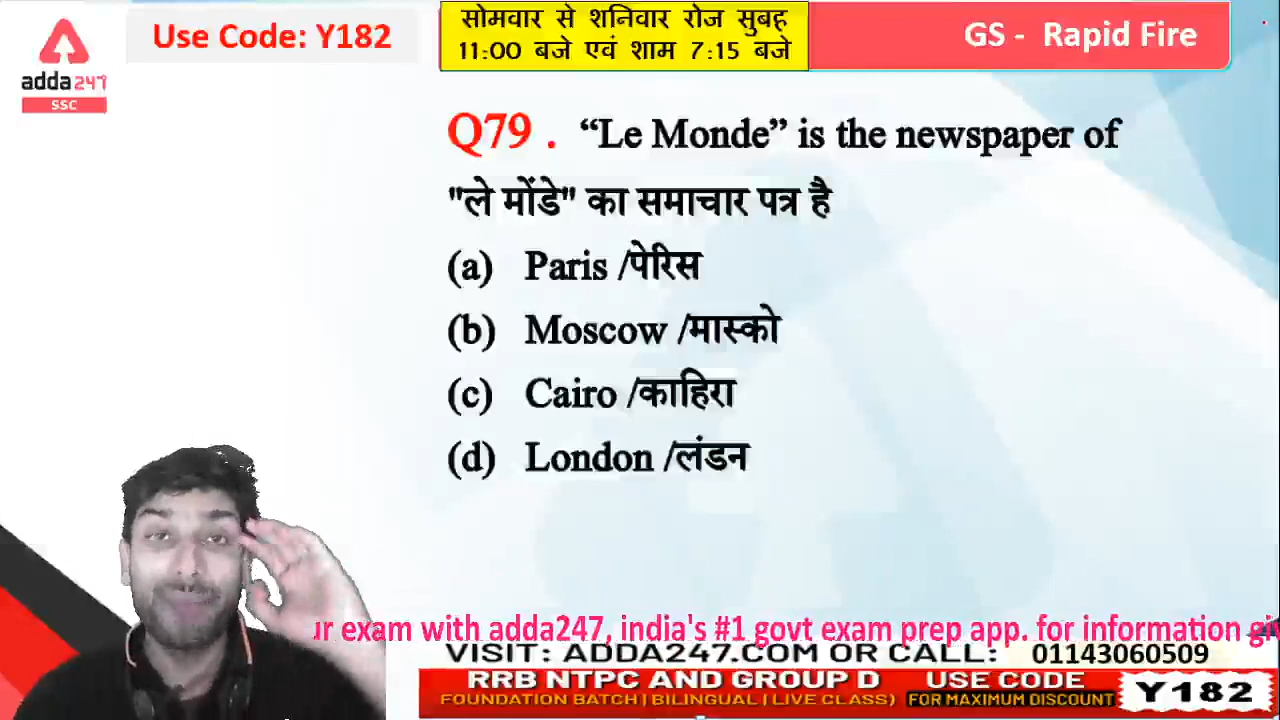 Use Code: Y182
सोमवार से शनिवार रोज सुबह
11:00 बजे एवं शाम 7:15 बजे
GS - Rapid Fire
adda247
SSC
Q79 . “Le Monde” is the newspaper of
"ले मोंडे" का समाचार पत्र है
(a) Paris /पेरिस
(b) Moscow /मास्को
(c) Cairo /काहिरा
(d) London /लंडन
exam with adda247, india's #1 govt exam prep app. for information
VISIT: ADDA247.COM OR CALL: 01143060509
RRB NTPC AND GROUP D
FOUNDATION BATCH | BILINGUAL | LIVE CLASS)
USE CODE
FOR MAXIMUM DISCOUNT
Y182